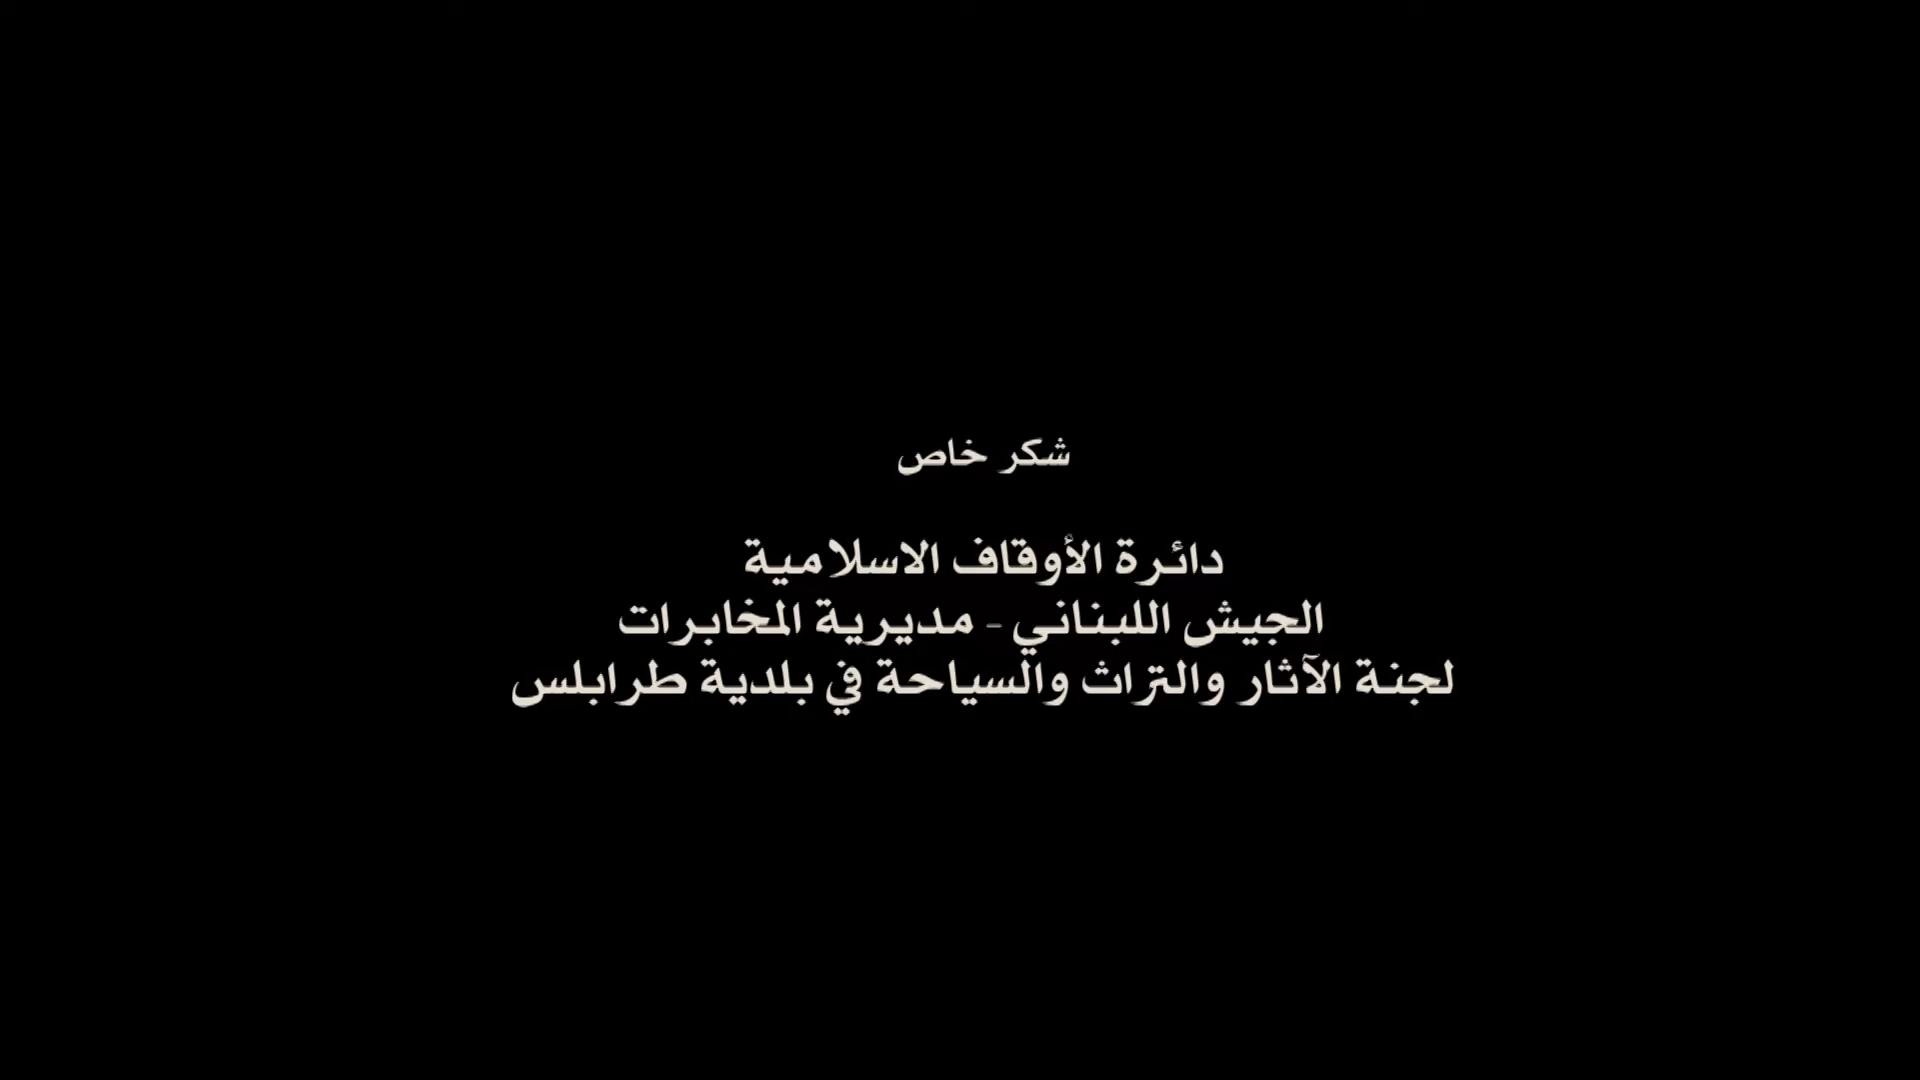 شكر خاص
دائرة الأوقاف الاسلامية
الجيش اللبناني - مديرية المخابرات
لجنة الآثار والتراث والسياحة في بلدية طرابلس